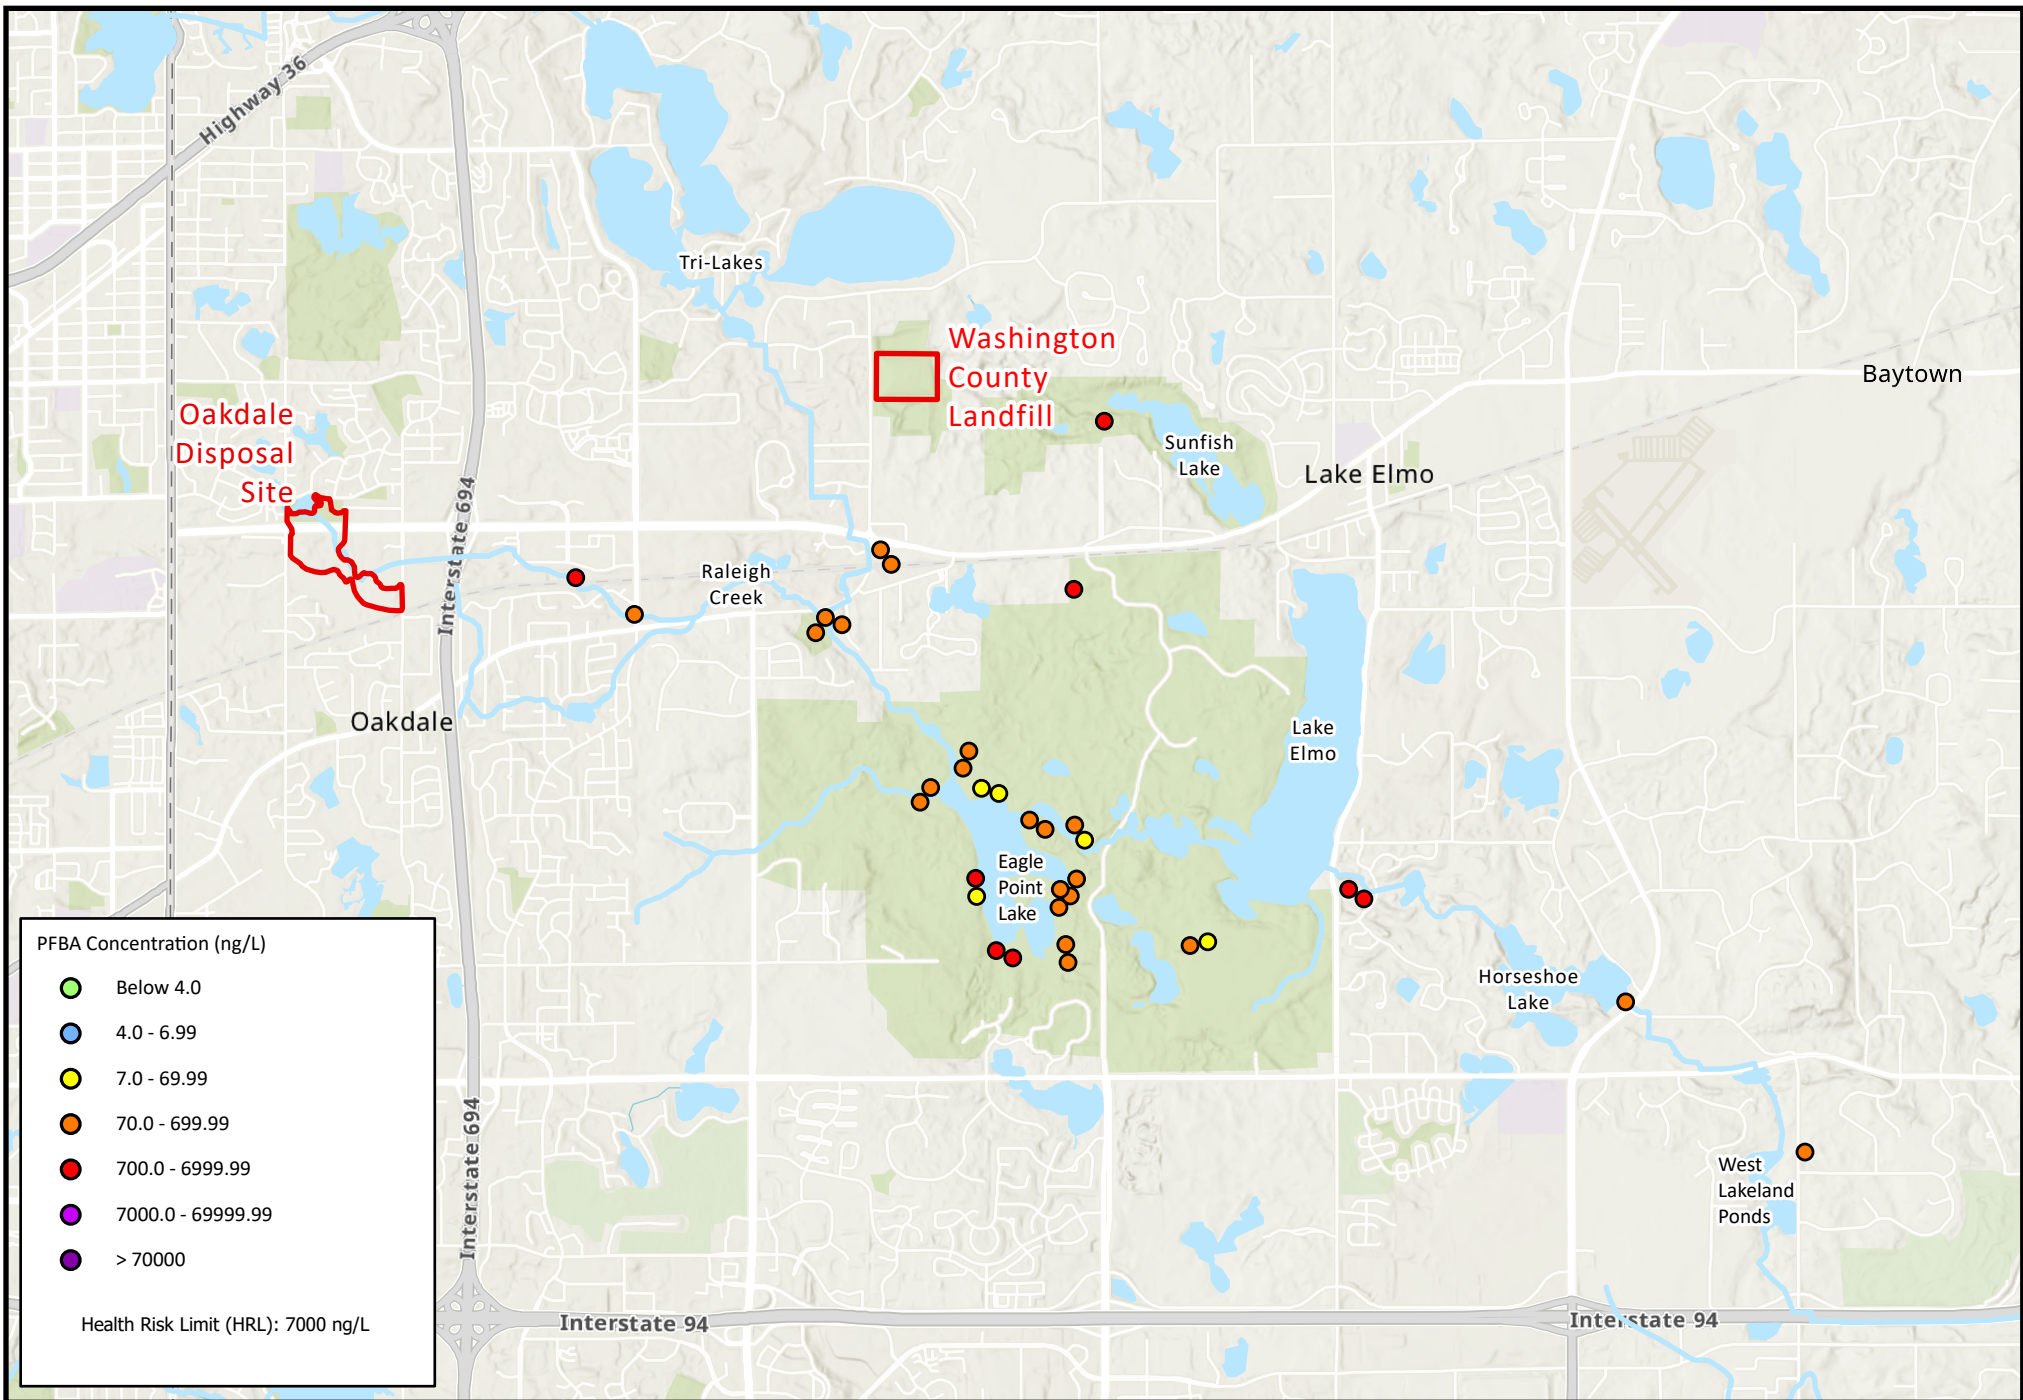 Highway 36
Tri-Lakes
Washington
County
Landfill
Baytown
Oakdale
Disposal
Site
Sunfish
Lake
Lake Elmo
Interstate 694
Raleigh
Creek
Oakdale
Lake
Elmo
Eagle
Point
Lake
Horseshoe
Lake
PFBA Concentration (ng/L)
Below 4.0
4.0 - 6.99
7.0 - 69.99
70.0 - 699.99
700.0 - 6999.99
7000.0 - 69999.99
> 70000
Health Risk Limit (HRL): 7000 ng/L
Interstate 694
West
Lakeland
Ponds
Interstate 94
Interstate 94